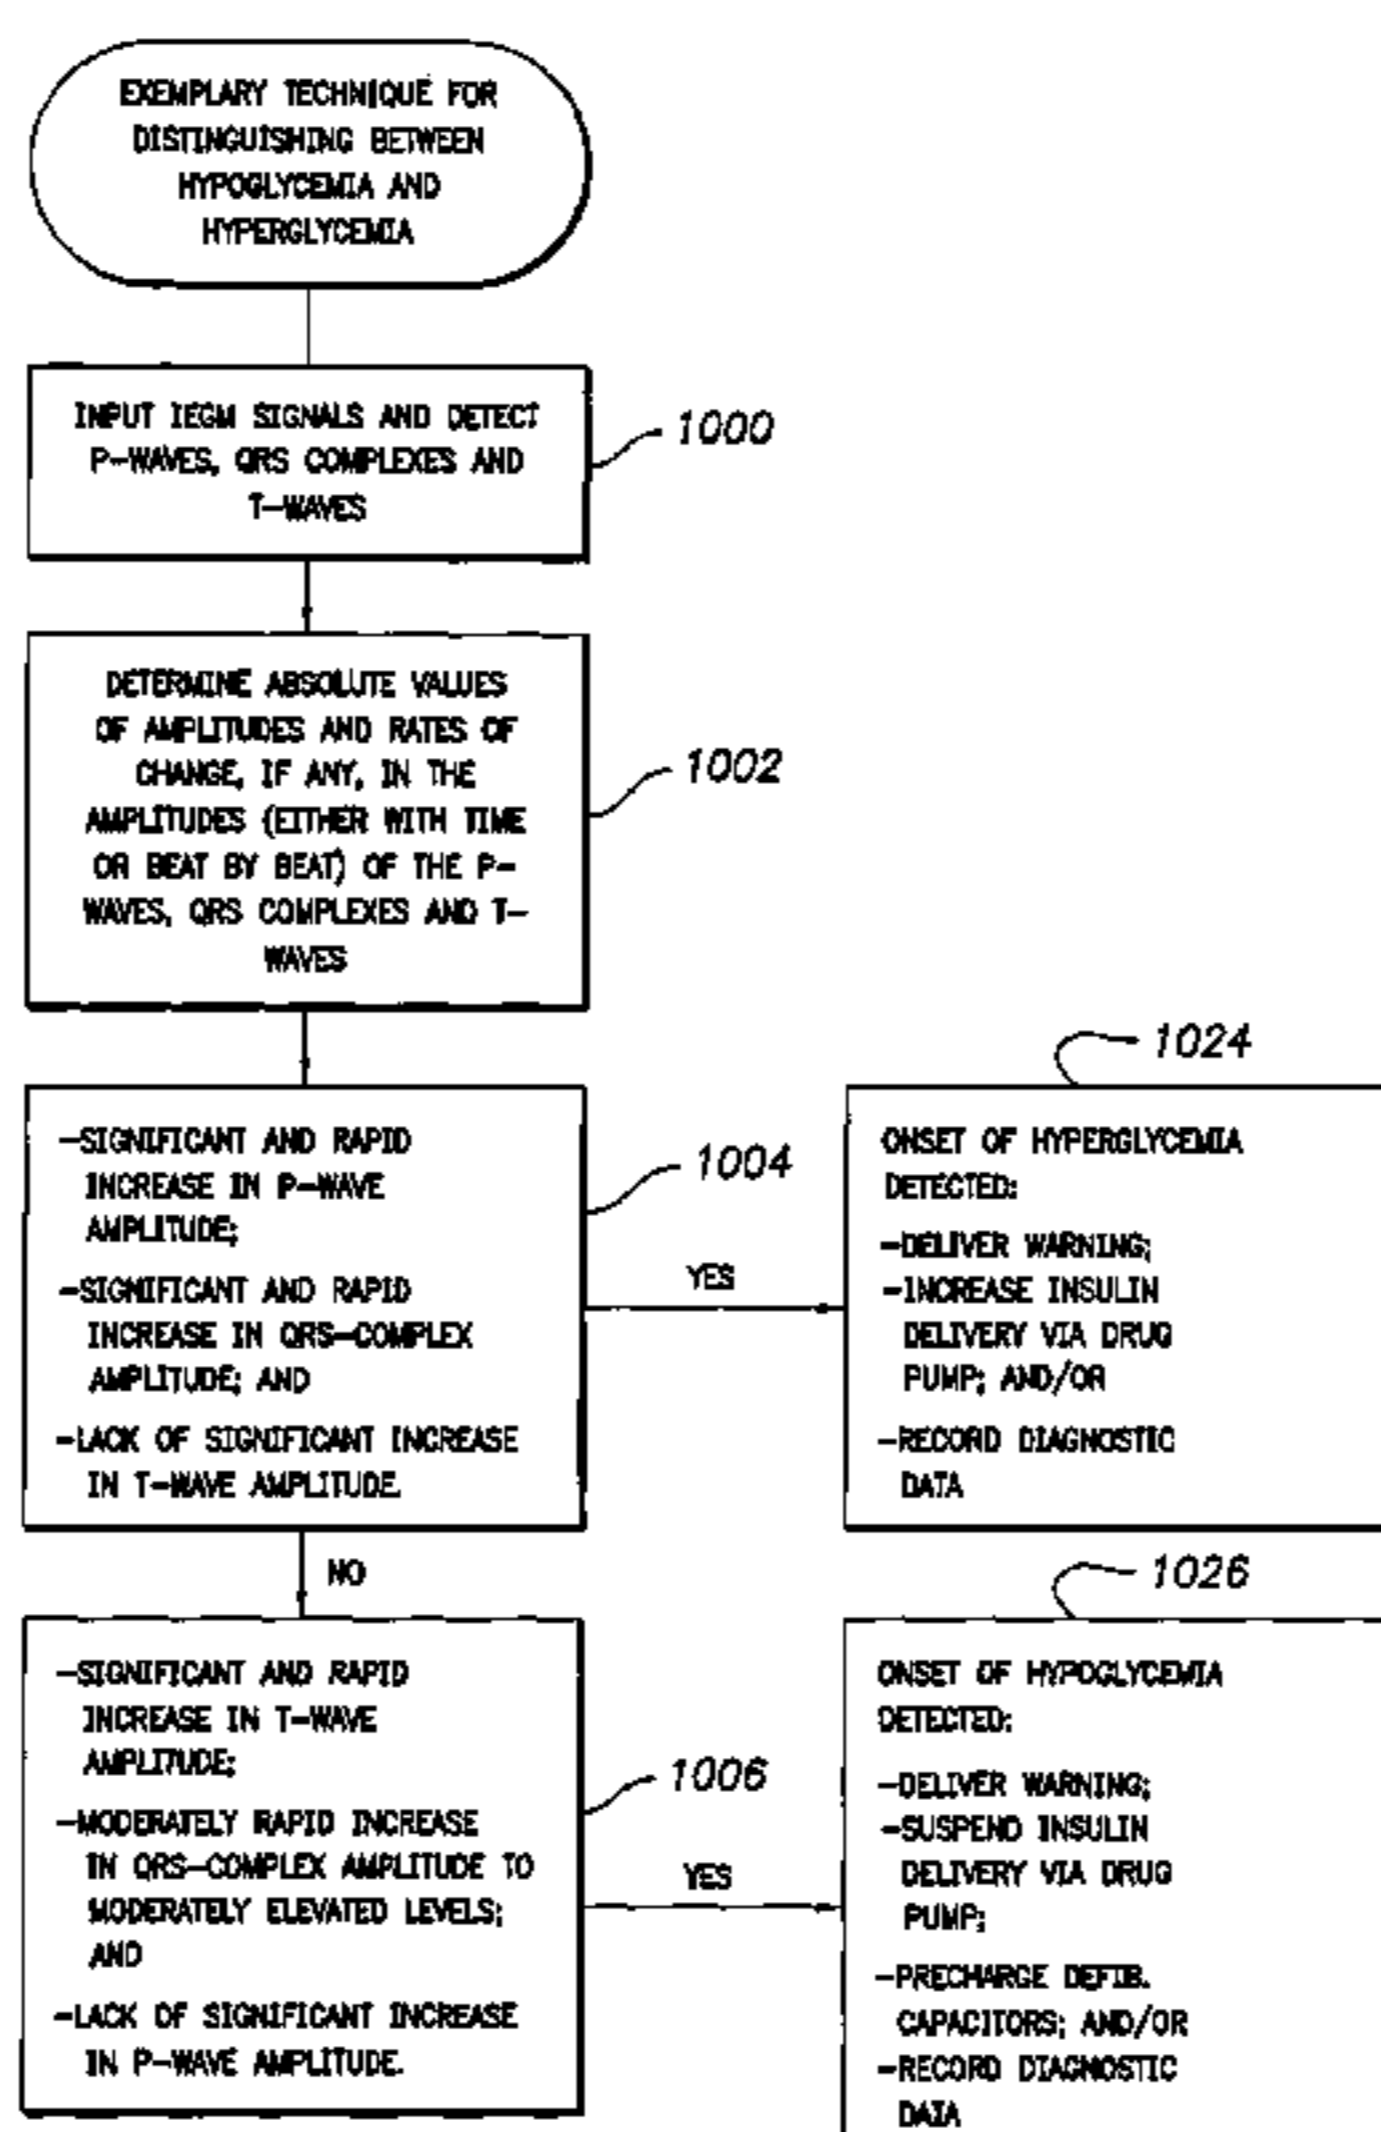 EXEMPLARY TECHNIQUE FOR
DISTINGUISHING BETWEEN
HYPOGLYCEMIA AND
HYPERGLYCEMIA
INPUT IEGM SIGNALS AND DETECT
P-WAVES, QRS COMPLEXES AND
T-WAVES
1000
DETERMINE ABSOLUTE VALUES
OF AMPLITUDES AND RATES OF
CHANGE, IF ANY, IN THE
AMPLITUDES (EITHER WITH TIME
OR BEAT BY BEAT) OF THE P-
WAVES, QRS COMPLEXES AND T-
WAVES
1002
-SIGNIFICANT AND RAPID
INCREASE IN P-WAVE
AMPLITUDE;
-SIGNIFICANT AND RAPID
INCREASE IN QRS-COMPLEX
AMPLITUDE; AND
-LACK OF SIGNIFICANT INCREASE
IN T-WAVE AMPLITUDE.
1004
YES
1024
ONSET OF HYPERGLYCEMIA
DETECTED:
-DELIVER WARNING;
-INCREASE INSULIN
DELIVERY VIA DRUG
PUMP; AND/OR
-RECORD DIAGNOSTIC
DATA
NO
-SIGNIFICANT AND RAPID
INCREASE IN T-WAVE
AMPLITUDE;
-MODERATELY RAPID INCREASE
IN QRS-COMPLEX AMPLITUDE TO
MODERATELY ELEVATED LEVELS;
AND
-LACK OF SIGNIFICANT INCREASE
IN P-WAVE AMPLITUDE.
1006
YES
1026
ONSET OF HYPOGLYCEMIA
DETECTED:
-DELIVER WARNING;
-SUSPEND INSULIN
DELIVERY VIA DRUG
PUMP;
-PRECHARGE DEFIB.
CAPACITORS; AND/OR
-RECORD DIAGNOSTIC
DATA